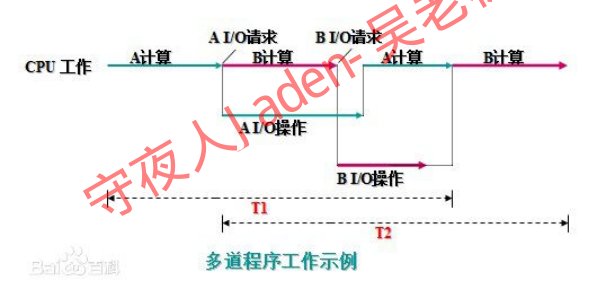 A I/O请求 B I/O请求
CPU 工作 A计算 B计算 A计算 B计算
A I/O操作
B I/O操作
T1
T2
多道程序工作示例
Baidu百科
守夜人Jaden-吴老